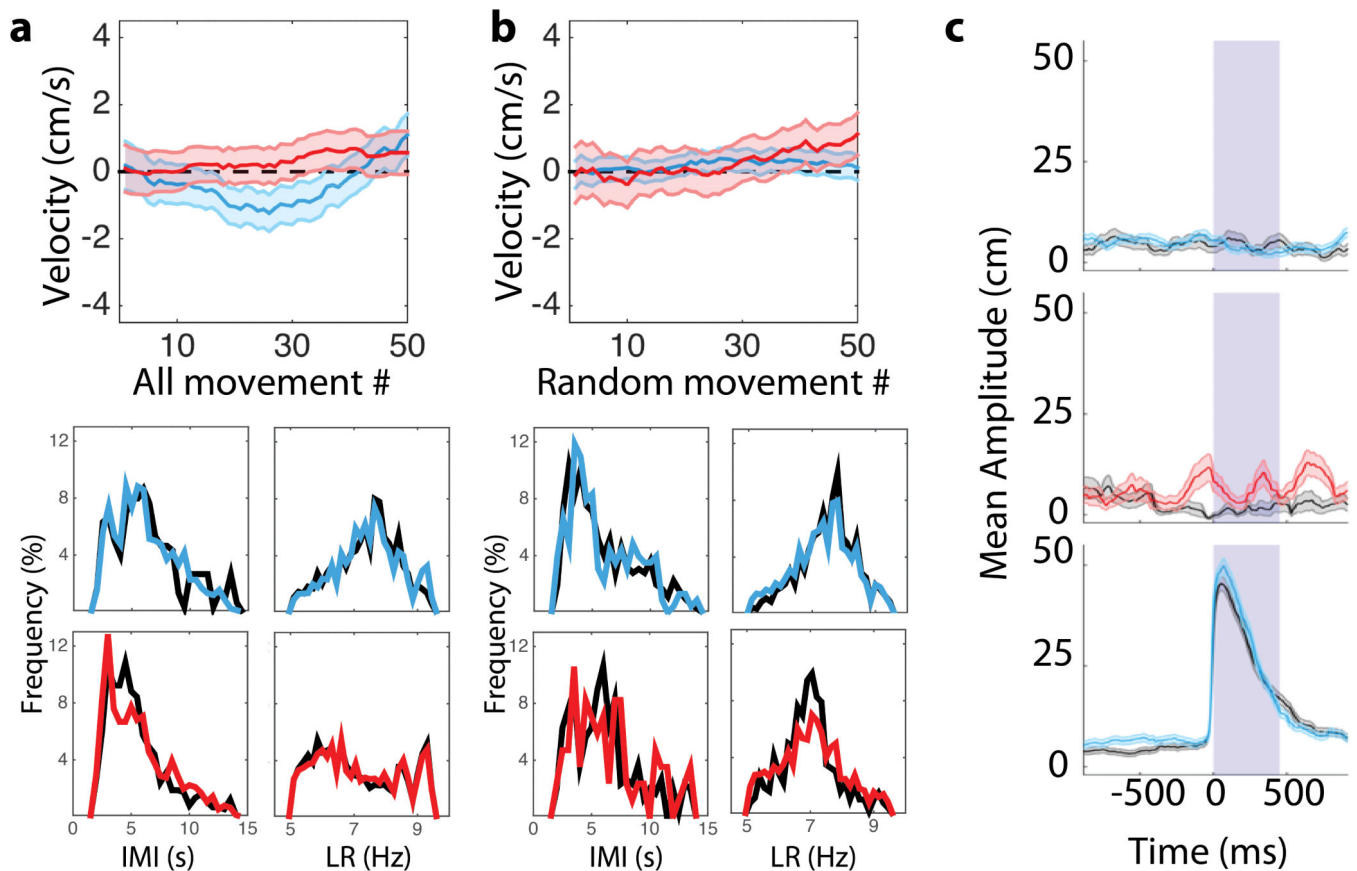 a
4
2
0
-2
-4
Velocity (cm/s)
10 30 50
All movement #
b
4
2
0
-2
-4
Velocity (cm/s)
10 30 50
Random movement #
12
8
4
12
8
4
Frequency (%)
0 5 10 15
IMI (s)
5 7 9
LR (Hz)
12
8
4
12
8
4
Frequency (%)
0 5 10 15
IMI (s)
5 7 9
LR (Hz)
c
50
25
0
50
25
0
50
25
0
Mean Amplitude (cm)
-500 0 500
Time (ms)